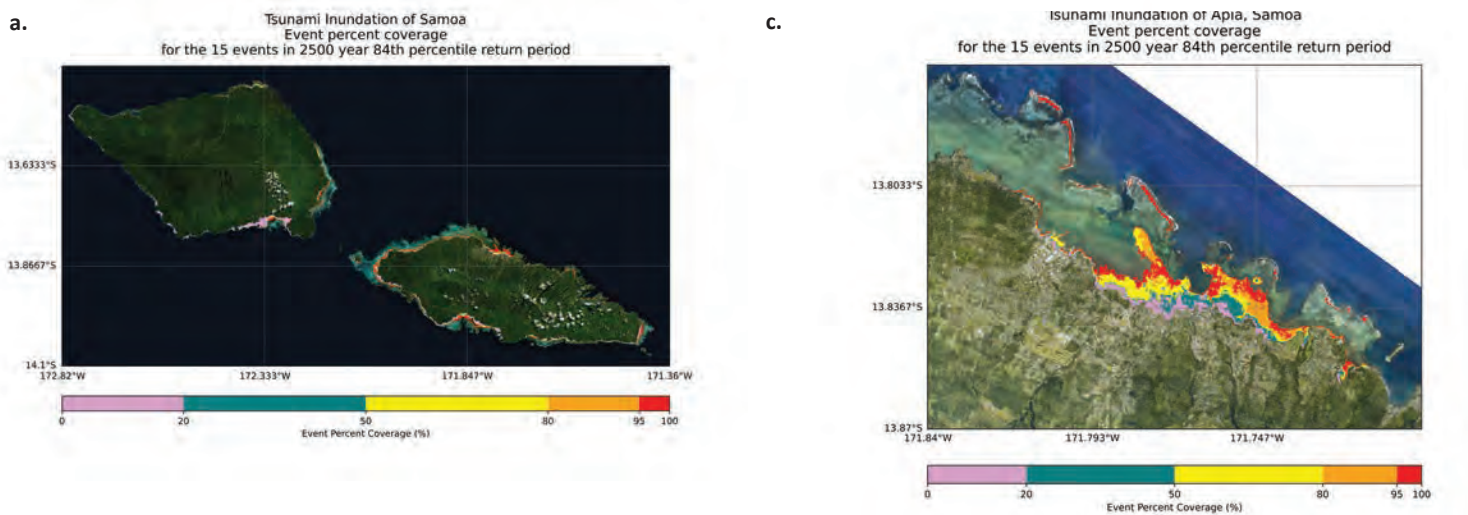 a.
Tsunami Inundation of Samoa
Event percent coverage
for the 15 events in 2500 year 84th percentile return period
13.6333°S
13.8667°S
14.1°S
172.82°W 172.333°W 171.847°W 171.36°W
0 20 50 80 95 100
Event Percent Coverage (%)
c.
Tsunami Inundation of Apia, Samoa
Event percent coverage
for the 15 events in 2500 year 84th percentile return period
13.8033°S
13.8367°S
13.87°S
171.84°W 171.793°W 171.747°W
0 20 50 80 95 100
Event Percent Coverage (%)